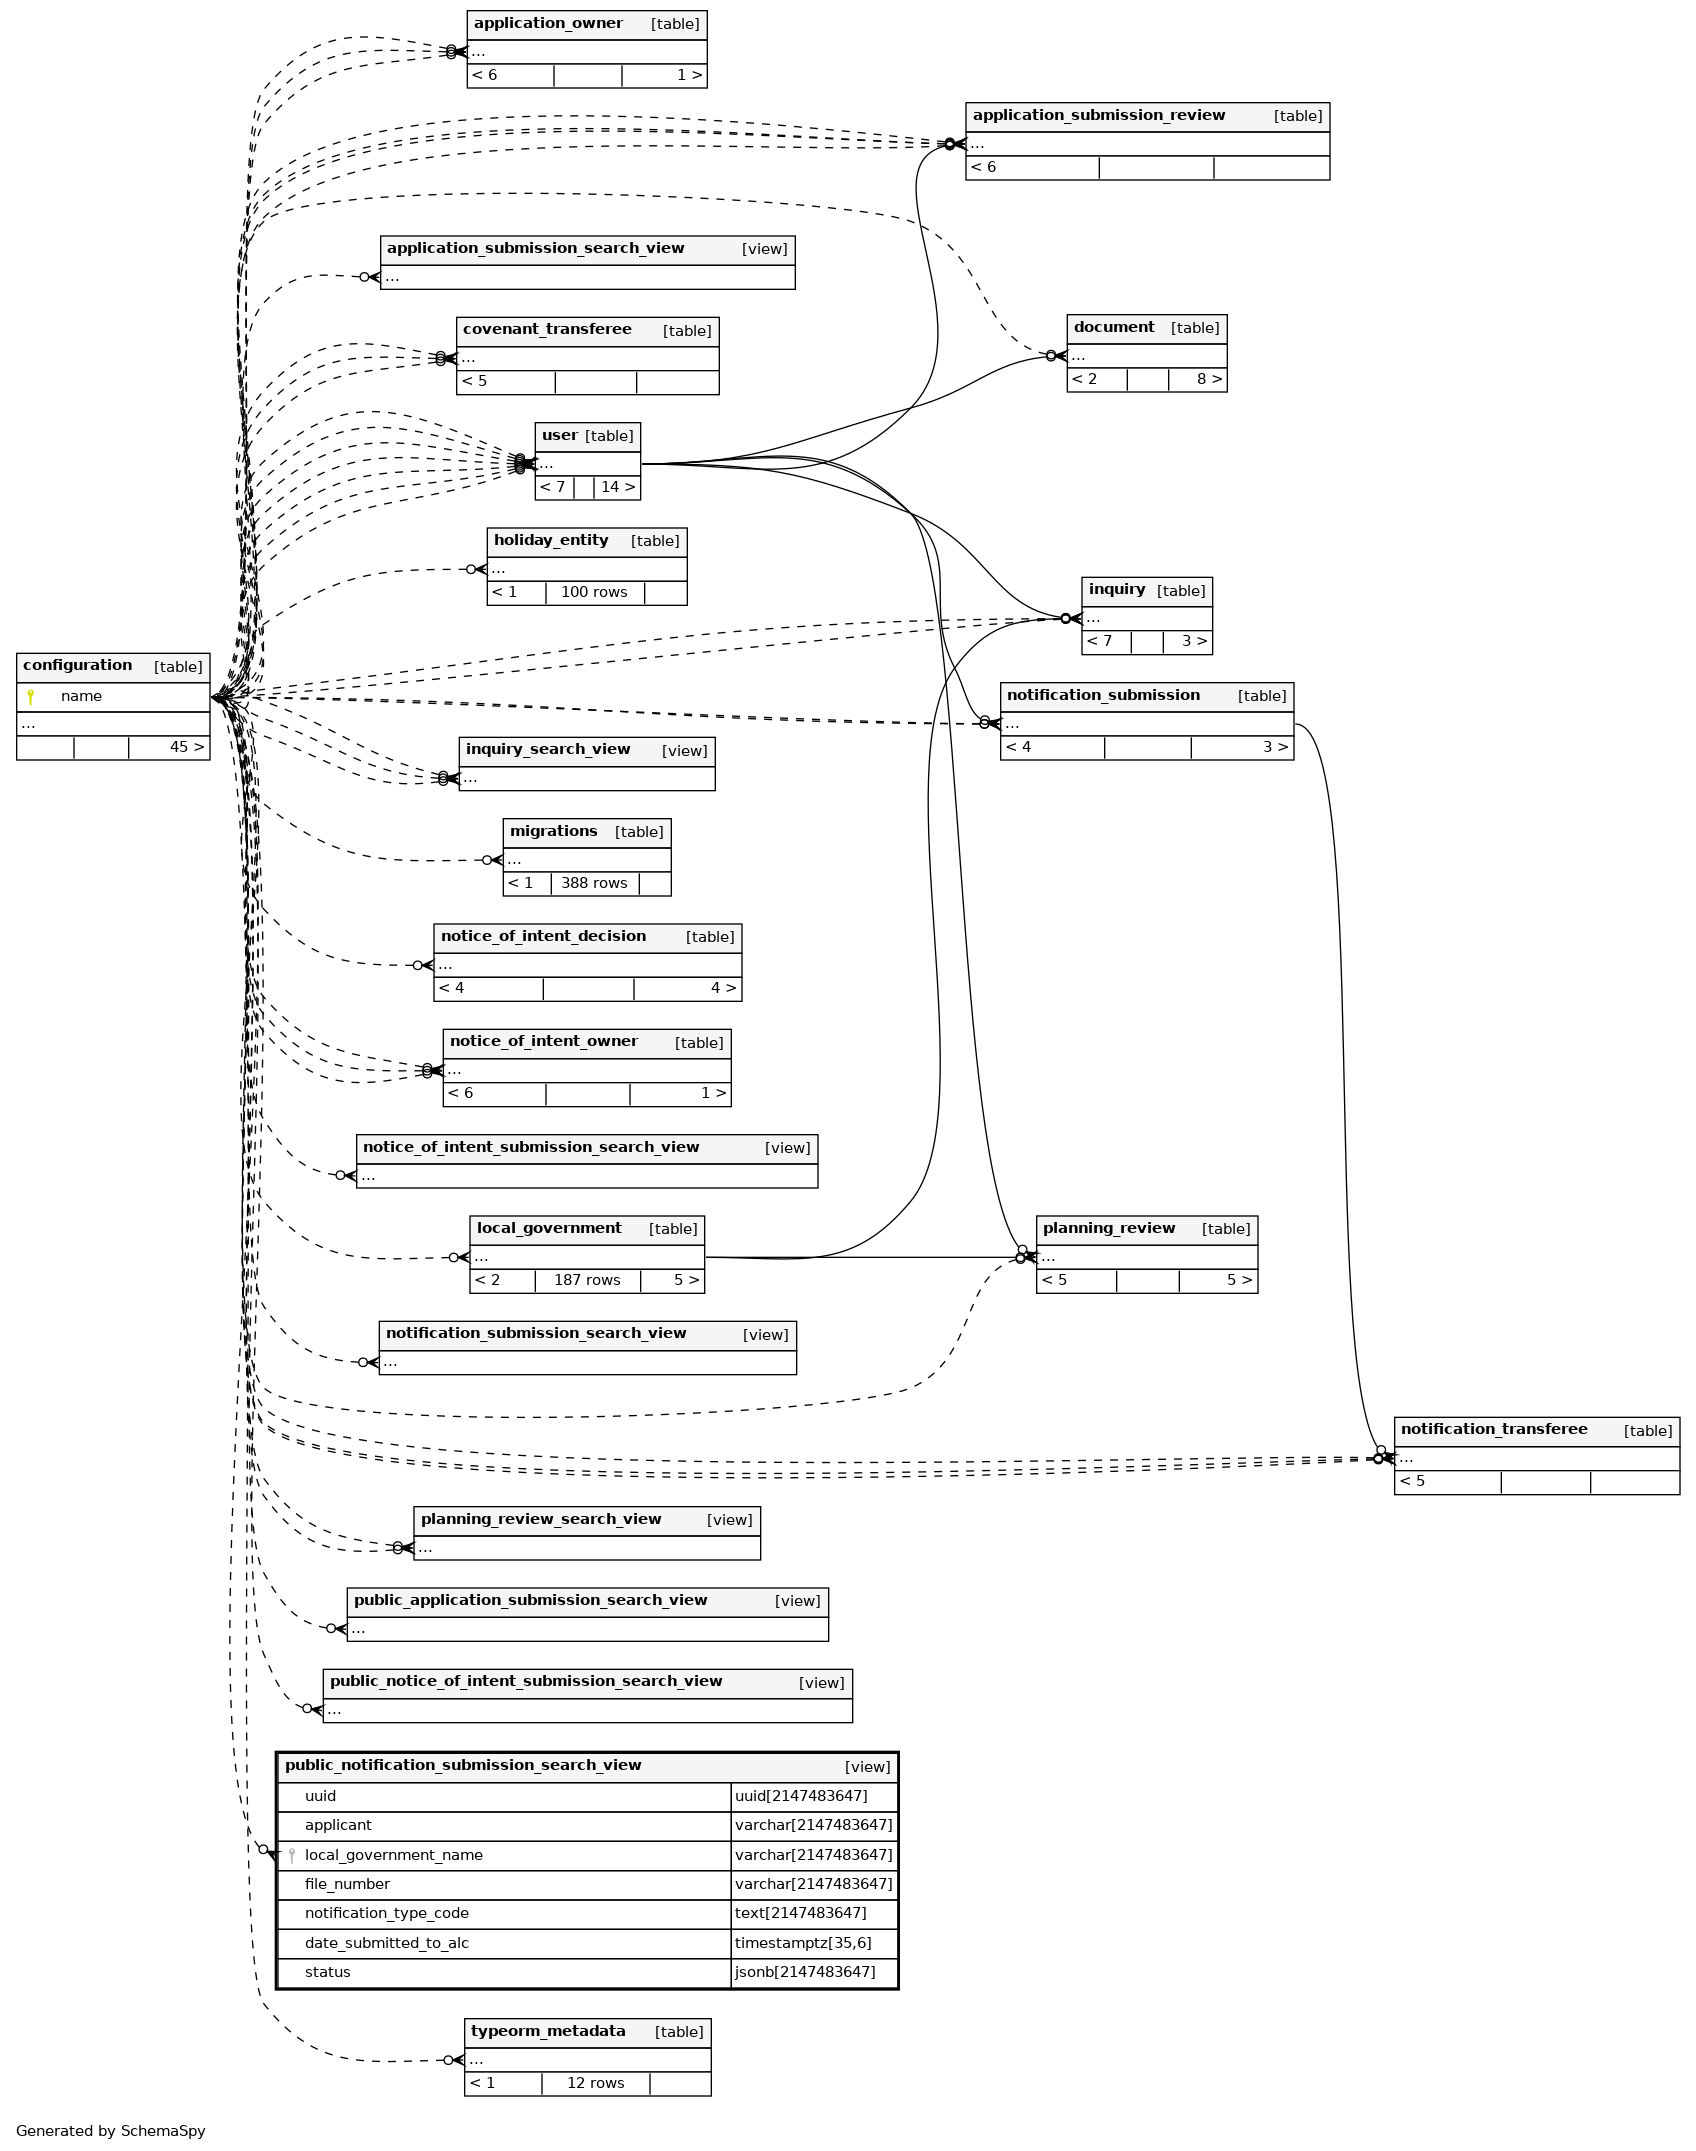 application_owner [table]
...
< 6 1 >
application_submission_review [table]
...
< 6
application_submission_search_view [view]
...
covenant_transferee [table]
...
< 5
document [table]
...
< 2 8 >
user [table]
...
< 7 14 >
holiday_entity [table]
...
< 1 100 rows
inquiry [table]
...
< 7 3 >
configuration [table]
name
...
45 >
notification_submission [table]
...
< 4 3 >
inquiry_search_view [view]
...
migrations [table]
...
< 1 388 rows
notice_of_intent_decision [table]
...
< 4 4 >
notice_of_intent_owner [table]
...
< 6 1 >
notice_of_intent_submission_search_view [view]
...
local_government [table]
...
< 2 187 rows 5 >
planning_review [table]
...
< 5 5 >
notification_submission_search_view [view]
...
notification_transferee [table]
...
< 5
planning_review_search_view [view]
...
public_application_submission_search_view [view]
...
public_notice_of_intent_submission_search_view [view]
...
public_notification_submission_search_view [view]
uuid uuid[2147483647]
applicant varchar[2147483647]
local_government_name varchar[2147483647]
file_number varchar[2147483647]
notification_type_code text[2147483647]
date_submitted_to_alc timestamptz[35,6]
status jsonb[2147483647]
typeorm_metadata [table]
...
< 1 12 rows
Generated by SchemaSpy